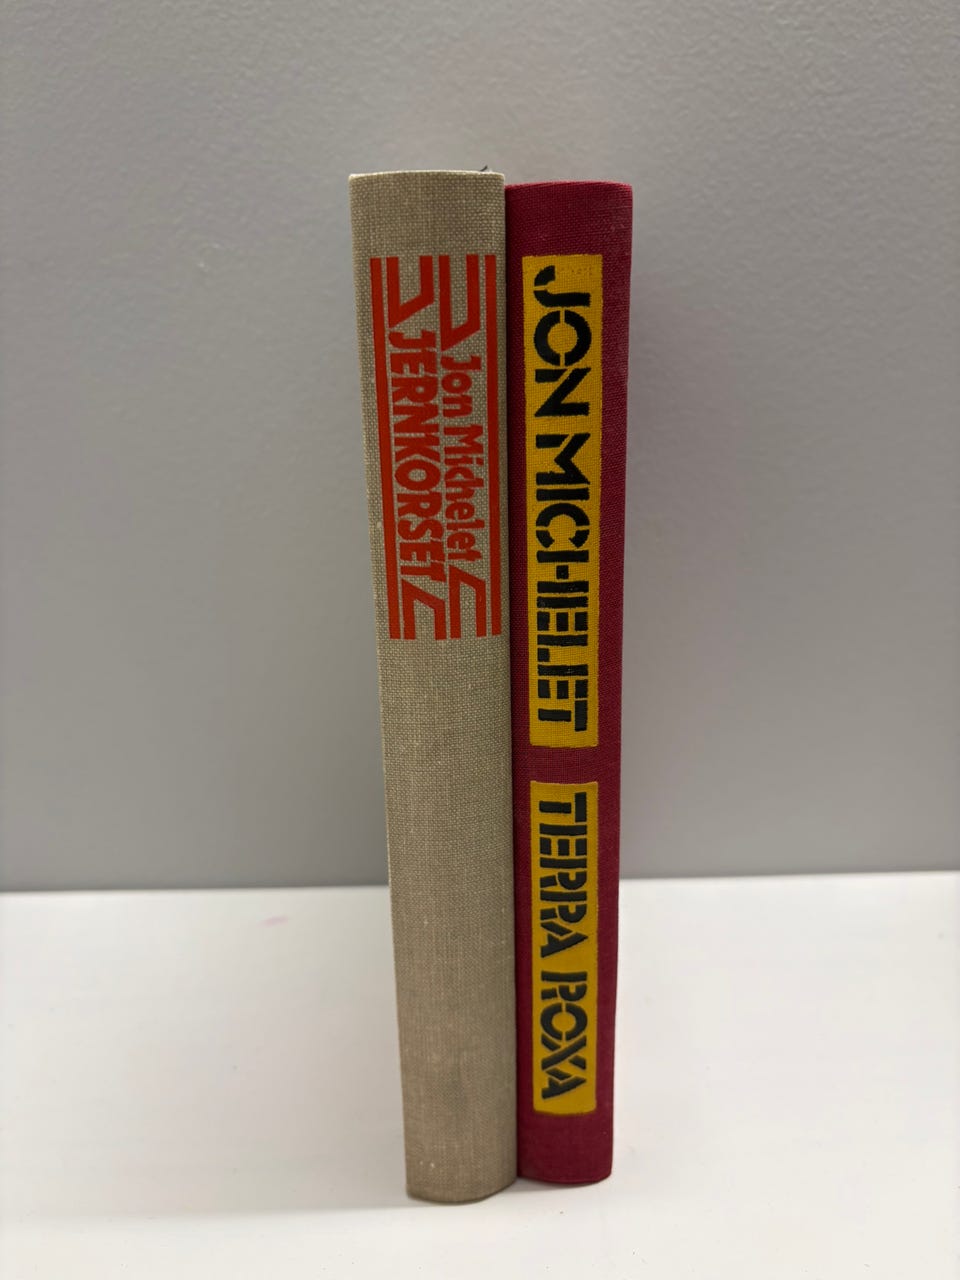 Jon Michelet
JERNKORSET
JON MICHELET
TERRA ROXA